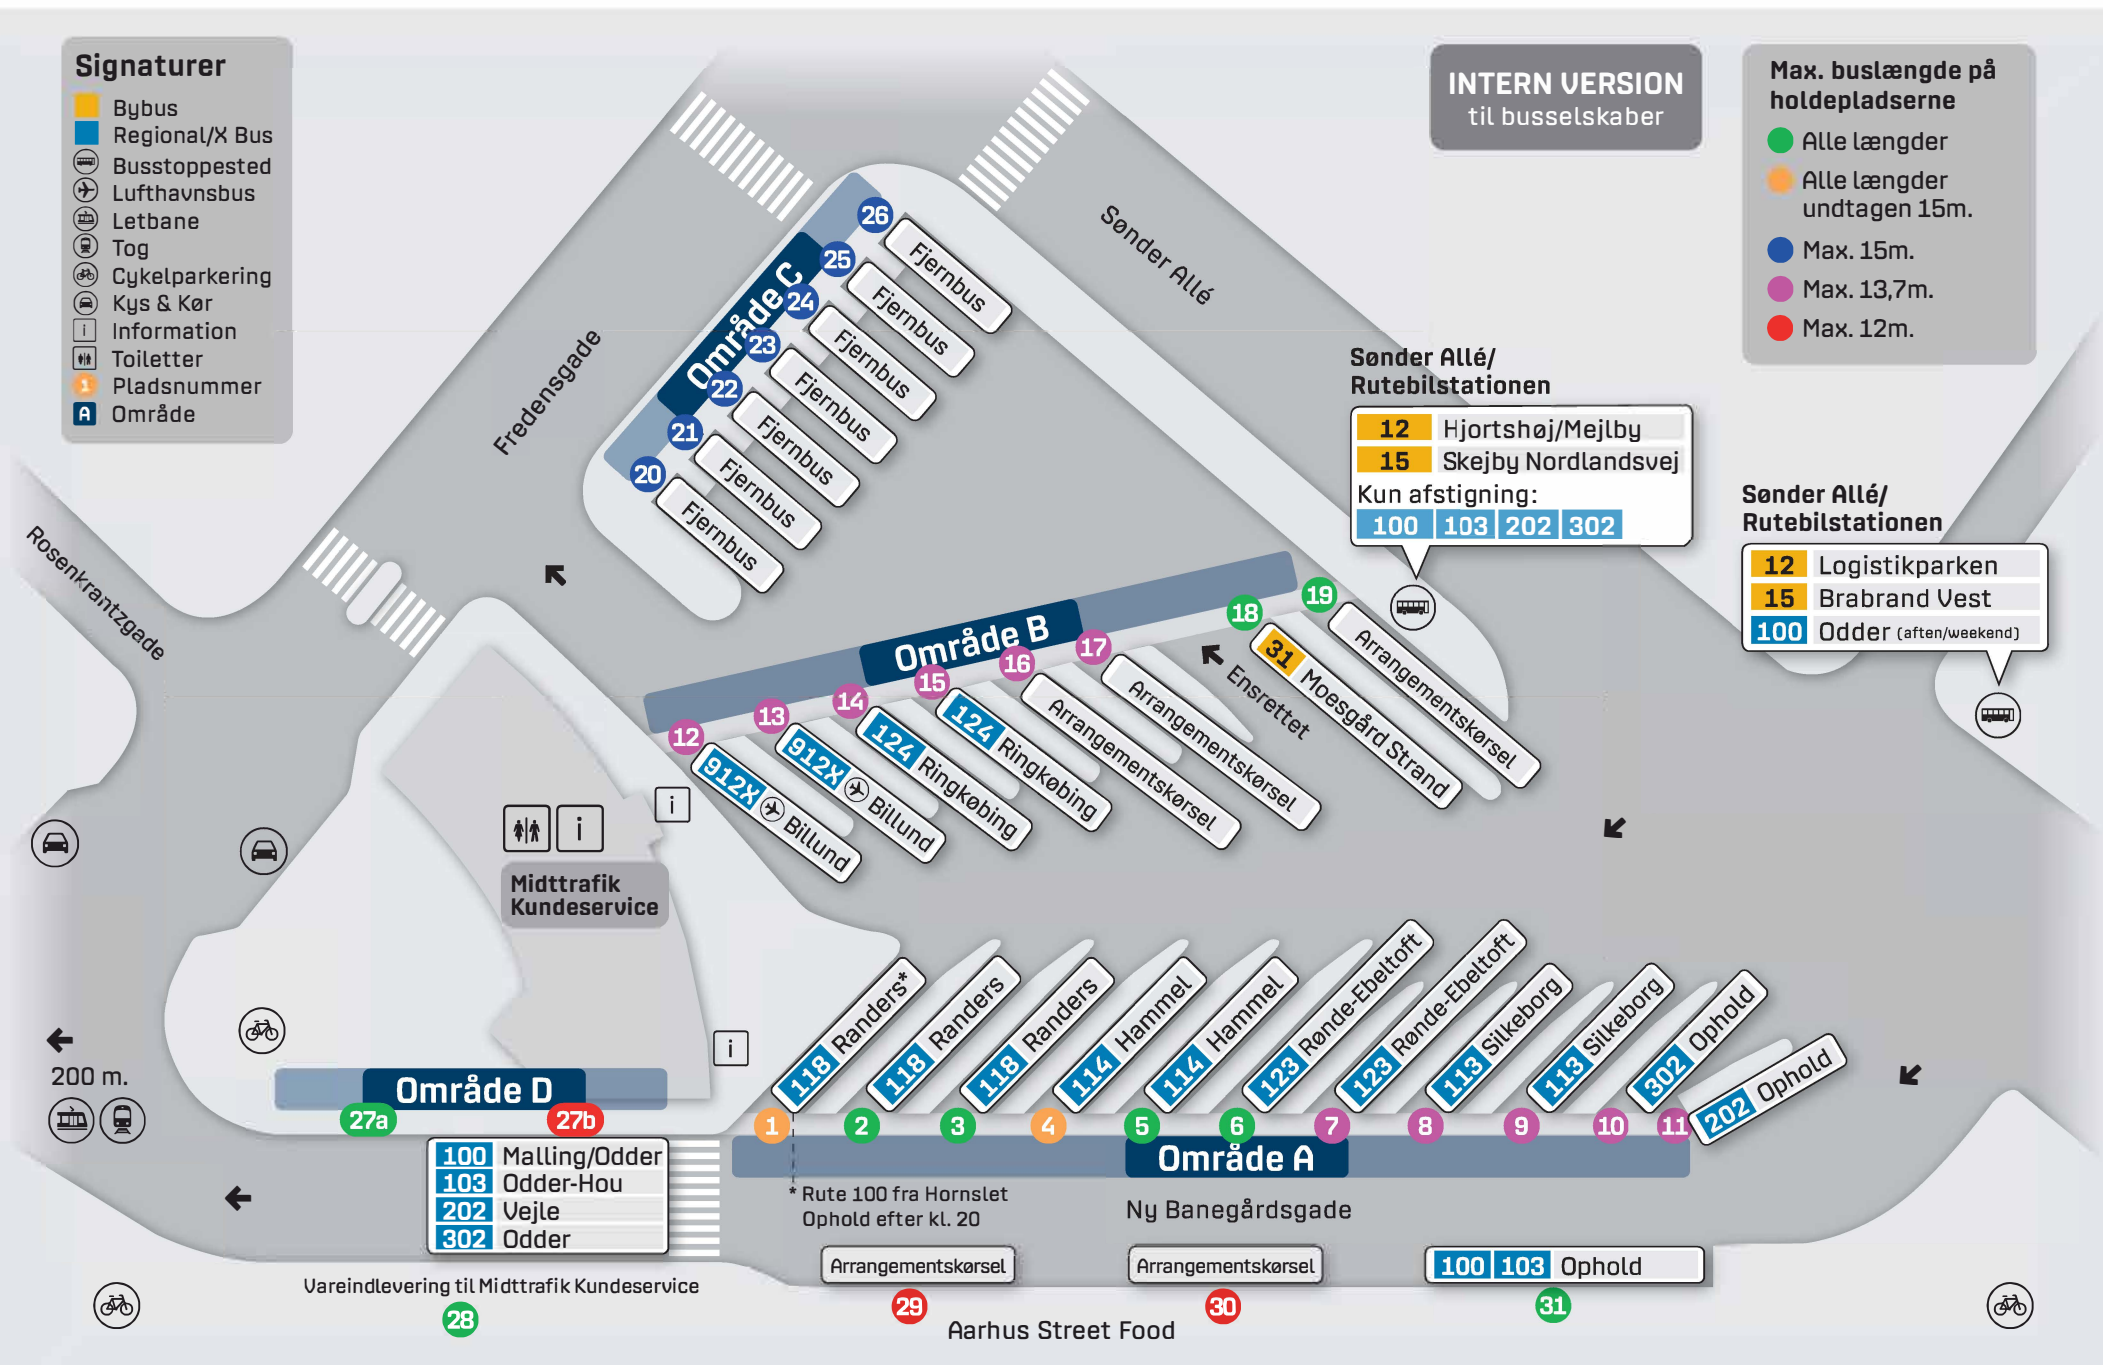 Signaturer
Bybus
Regional/X Bus
Busstoppested
Lufthavnsbus
Letbane
Tog
Cykelparkering
Kys & Kør
i Information
Toiletter
1 Pladsnummer
A Område
INTERN VERSION
til busselskaber
Max. buslængde på
holdepladserne
Alle længder
Alle længder
undtagen 15m.
Max. 15m.
Max. 13,7m.
Max. 12m.
Fredensgade
Sønder Allé
Rosenkrantzgade
Område C
26 Fjernbus
25 Fjernbus
24 Fjernbus
23 Fjernbus
22 Fjernbus
21 Fjernbus
20 Fjernbus
Sønder Allé/
Rutebilstationen
12 Hjortshøj/Mejlby
15 Skejby Nordlandsvej
Kun afstigning:
100 103 202 302
Sønder Allé/
Rutebilstationen
12 Logistikparken
15 Brabrand Vest
100 Odder (aften/weekend)
Område B
12 912X Billund
13 912X Billund
14 124 Ringkøbing
15 124 Ringkøbing
16 Arrangementskørsel
17 Arrangementskørsel
Ensrettet
18 31 Moesgård Strand
19 Arrangementskørsel
i
i
Midttrafik
Kundeservice
i
118 Randers*
118 Randers
118 Randers
114 Hammel
114 Hammel
123 Rønde-Ebeltoft
123 Rønde-Ebeltoft
113 Silkeborg
113 Silkeborg
302 Ophold
202 Ophold
1 2 3 4 5 6 7 8 9 10 11
Område A
* Rute 100 fra Hornslet
Ophold efter kl. 20
Ny Banegårdsgade
200 m.
Område D
27a 27b
100 Malling/Odder
103 Odder-Hou
202 Vejle
302 Odder
Vareindlevering til Midttrafik Kundeservice
28
Arrangementskørsel
29
Arrangementskørsel
30
100 103 Ophold
31
Aarhus Street Food